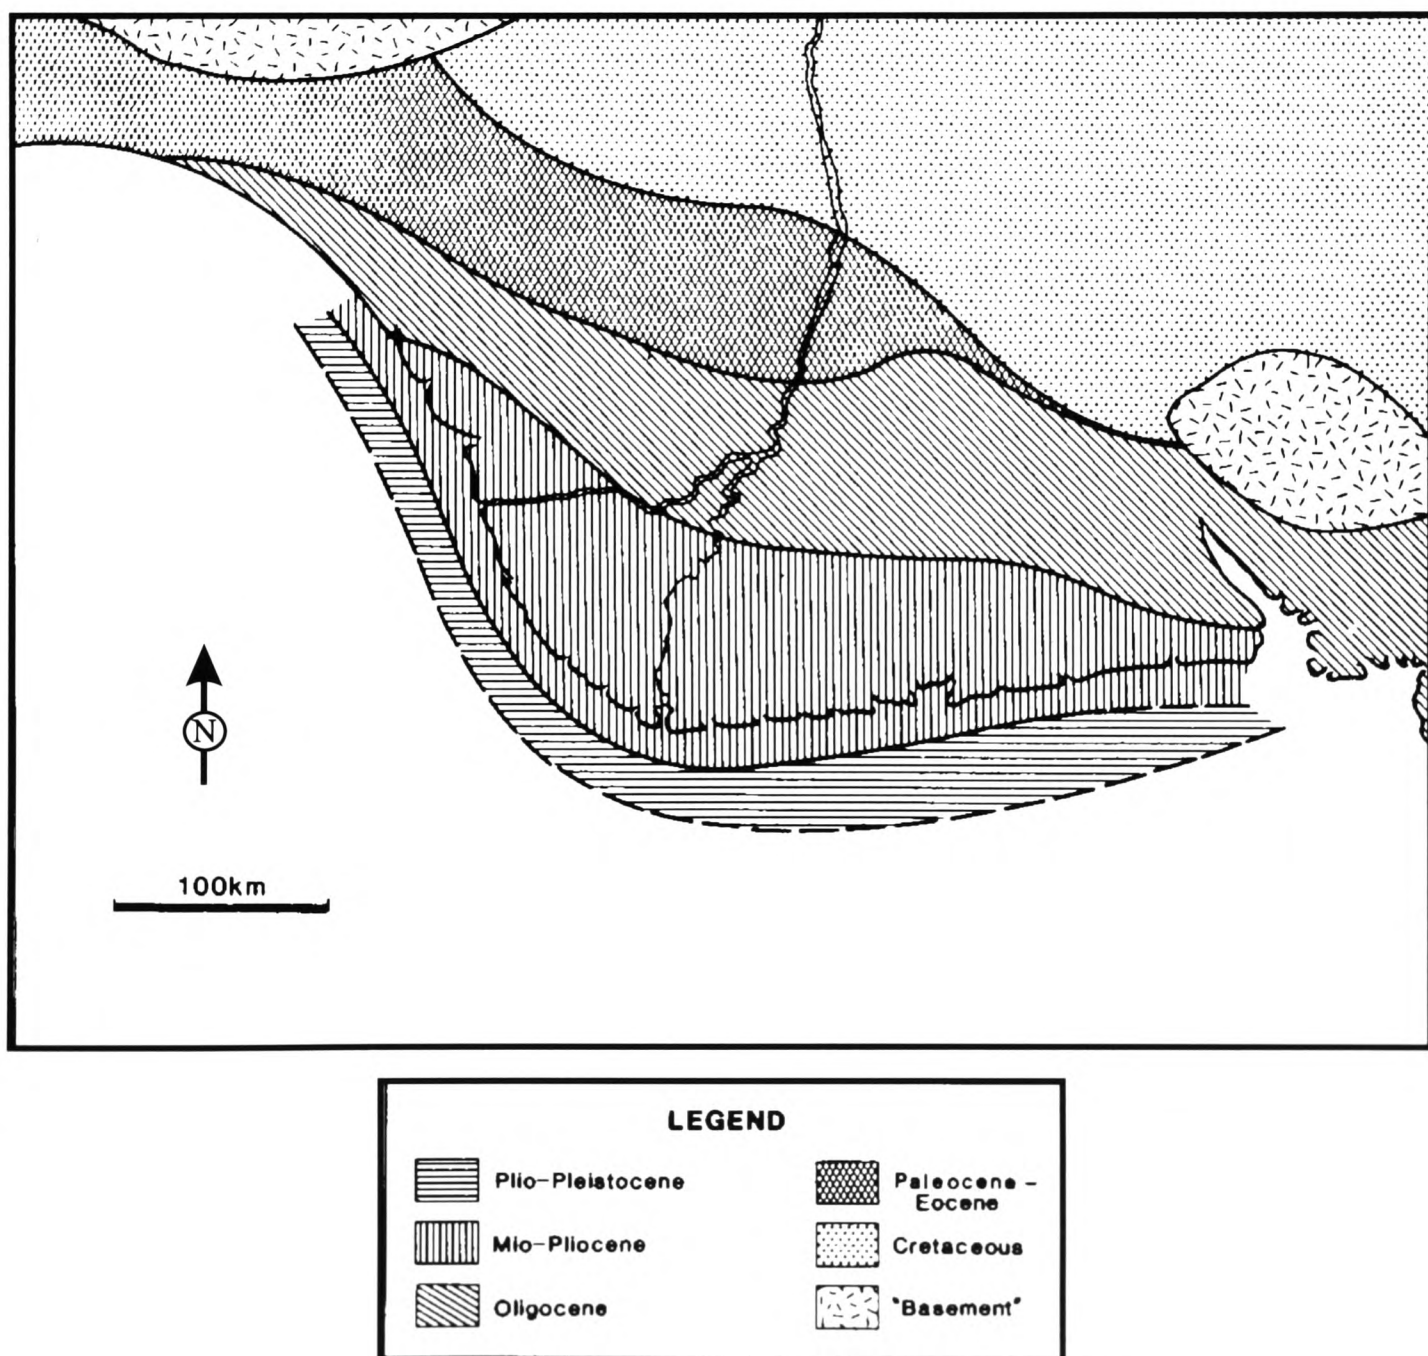 N
100km
LEGEND
Plio-Pleistocene
Mio-Pliocene
Oligocene
Paleocene -
Eocene
Cretaceous
"Basement"